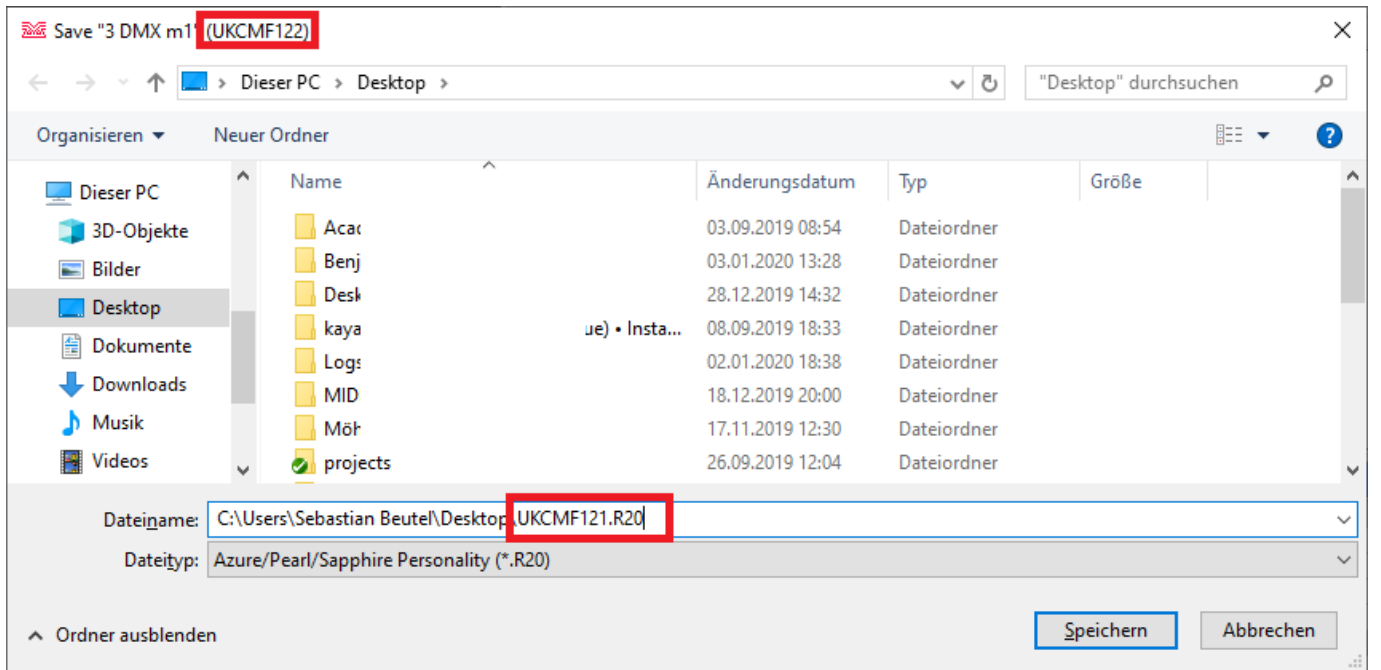 Save "3 DMX m1" (UKCMF122)
Dieser PC > Desktop >
"Desktop" durchsuchen
Organisieren
Neuer Ordner
Name Änderungsdatum Typ Größe
Dieser PC
3D-Objekte
Bilder
Desktop
Dokumente
Downloads
Musik
Videos
Acad 03.09.2019 08:54 Dateiordner
Benj 03.01.2020 13:28 Dateiordner
Desk 28.12.2019 14:32 Dateiordner
kaya ue) • Insta... 08.09.2019 18:33 Dateiordner
Logs 02.01.2020 18:38 Dateiordner
MID 18.12.2019 20:00 Dateiordner
Möh 17.11.2019 12:30 Dateiordner
projects 26.09.2019 12:04 Dateiordner
Dateiname: C:\Users\Sebastian Beutel\Desktop\UKCMF121.R20
Dateityp: Azure/Pearl/Sapphire Personality (*.R20)
Ordner ausblenden
Speichern
Abbrechen